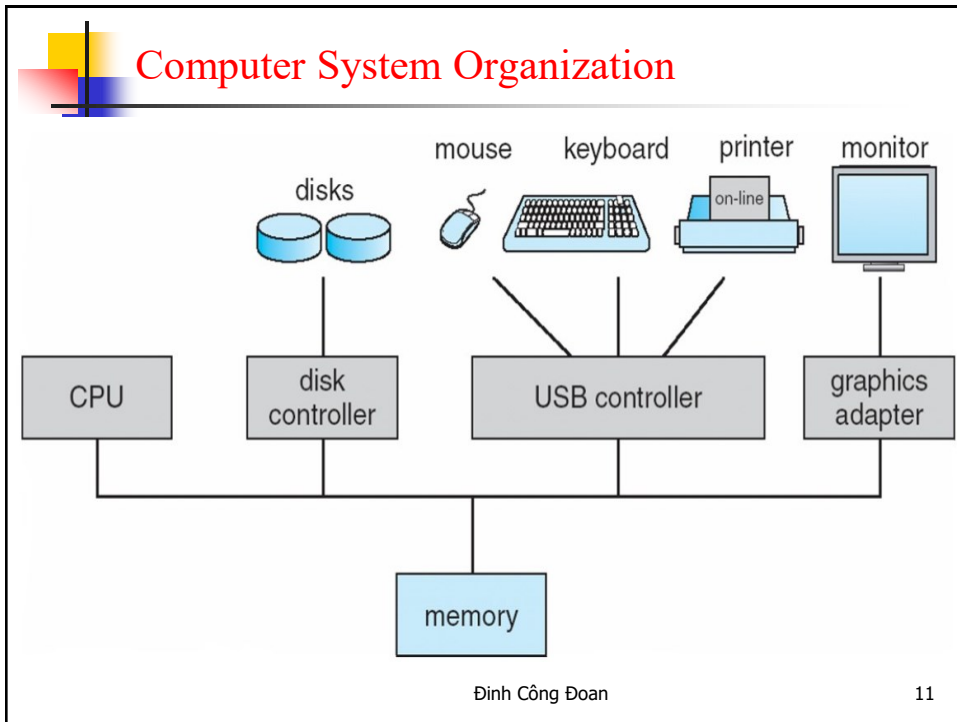 Computer System Organization
mouse keyboard printer monitor
disks
on-line
CPU
disk
controller
USB controller
graphics
adapter
memory
Đinh Công Đoan
11